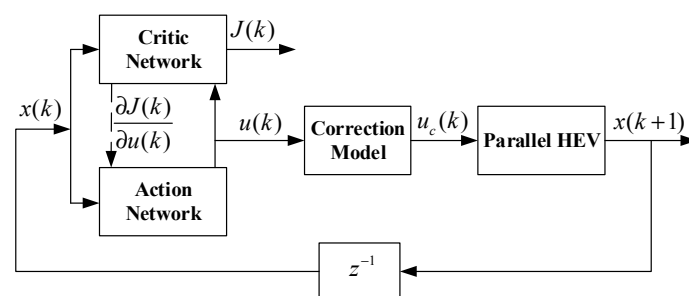 Critic
Network
J(k)
x(k)
∂J(k)
∂u(k)
u(k)
Correction
Model
u_c(k)
Parallel HEV
x(k+1)
Action
Network
z^{-1}